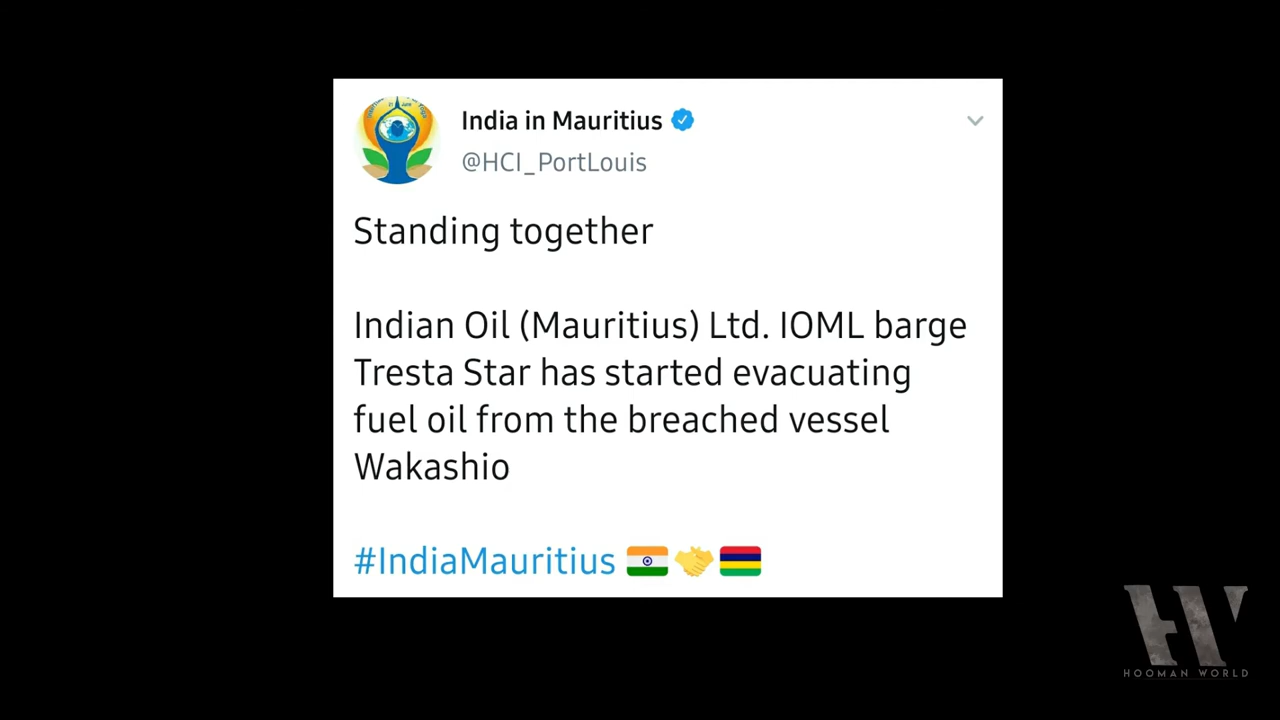 India in Mauritius
@HCI_PortLouis
Standing together
Indian Oil (Mauritius) Ltd. IOML barge
Tresta Star has started evacuating
fuel oil from the breached vessel
Wakashio
#IndiaMauritius
HW
HOOMAN WORLD